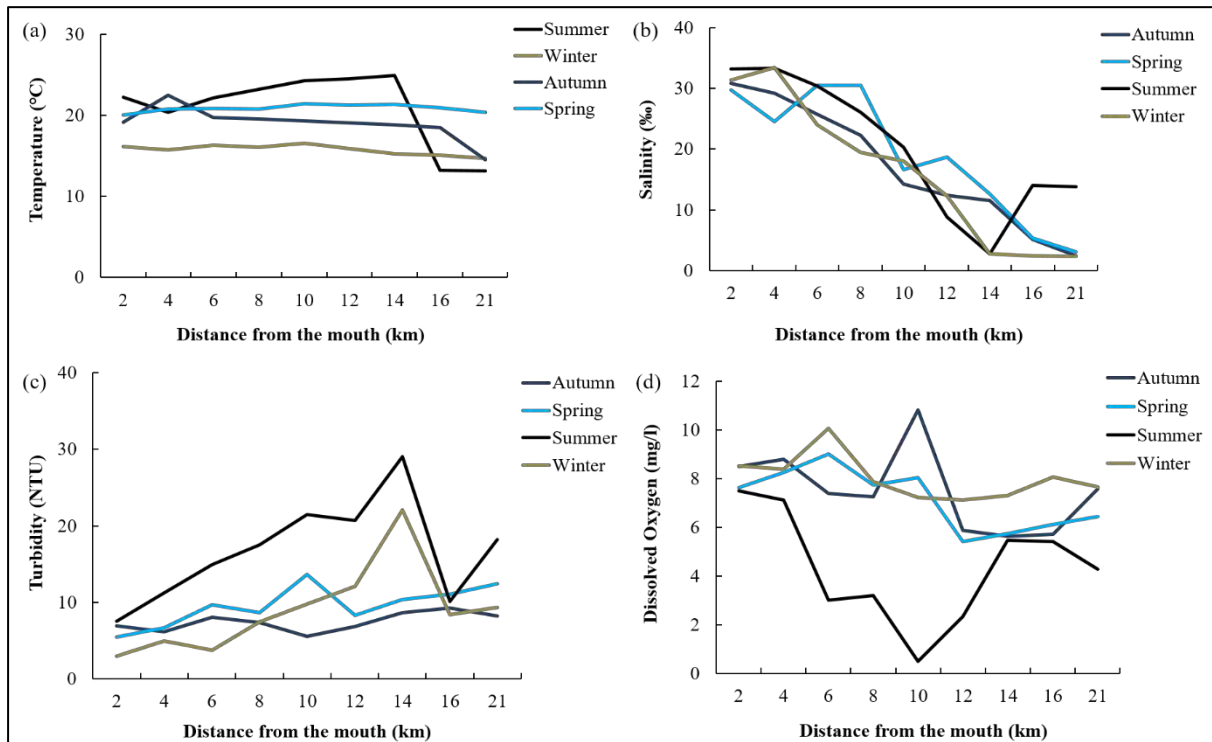 (a)
30
20
10
0
Temperature (°C)
2 4 6 8 10 12 14 16 21
Distance from the mouth (km)
Summer
Winter
Autumn
Spring
(b)
40
30
20
10
0
Salinity (‰)
2 4 6 8 10 12 14 16 21
Distance from the mouth (km)
Autumn
Spring
Summer
Winter
(c)
40
30
20
10
0
Turbidity (NTU)
2 4 6 8 10 12 14 16 21
Distance from the mouth (km)
Autumn
Spring
Summer
Winter
(d)
12
10
8
6
4
2
0
Dissolved Oxygen (mg/l)
2 4 6 8 10 12 14 16 21
Distance from the mouth (km)
Autumn
Spring
Summer
Winter